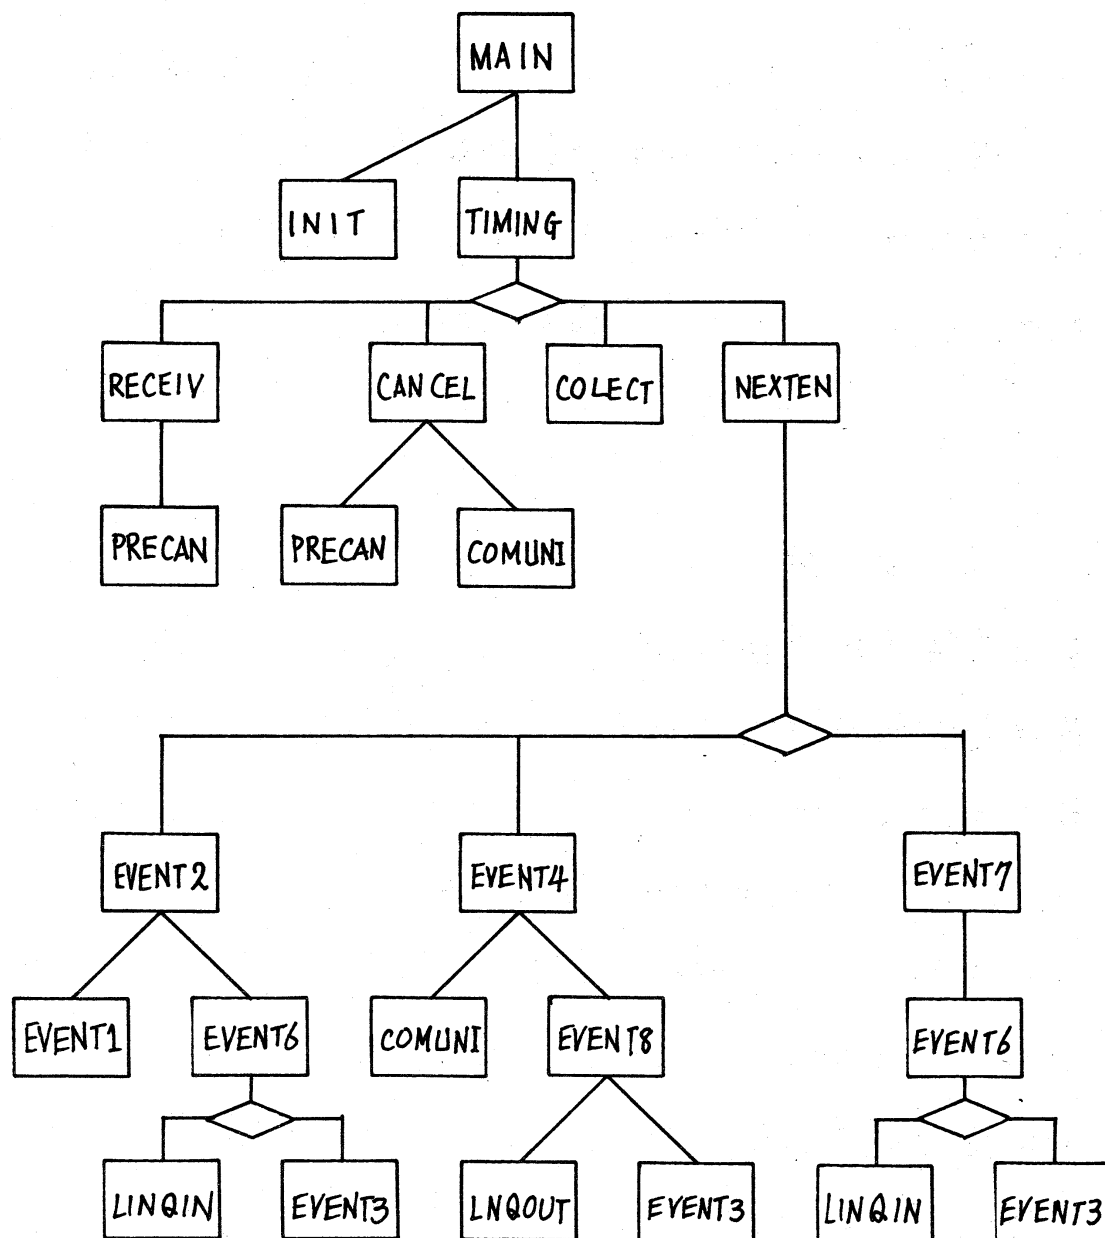 MAIN
INIT
TIMING
RECEIV
CANCEL
COLECT
NEXTEN
PRECAN
PRECAN
COMUNI
EVENT2
EVENT4
EVENT7
EVENT1
EVENT6
COMUNI
EVENT8
EVENT6
LINQIN
EVENT3
LNQOUT
EVENT3
LINQIN
EVENT3